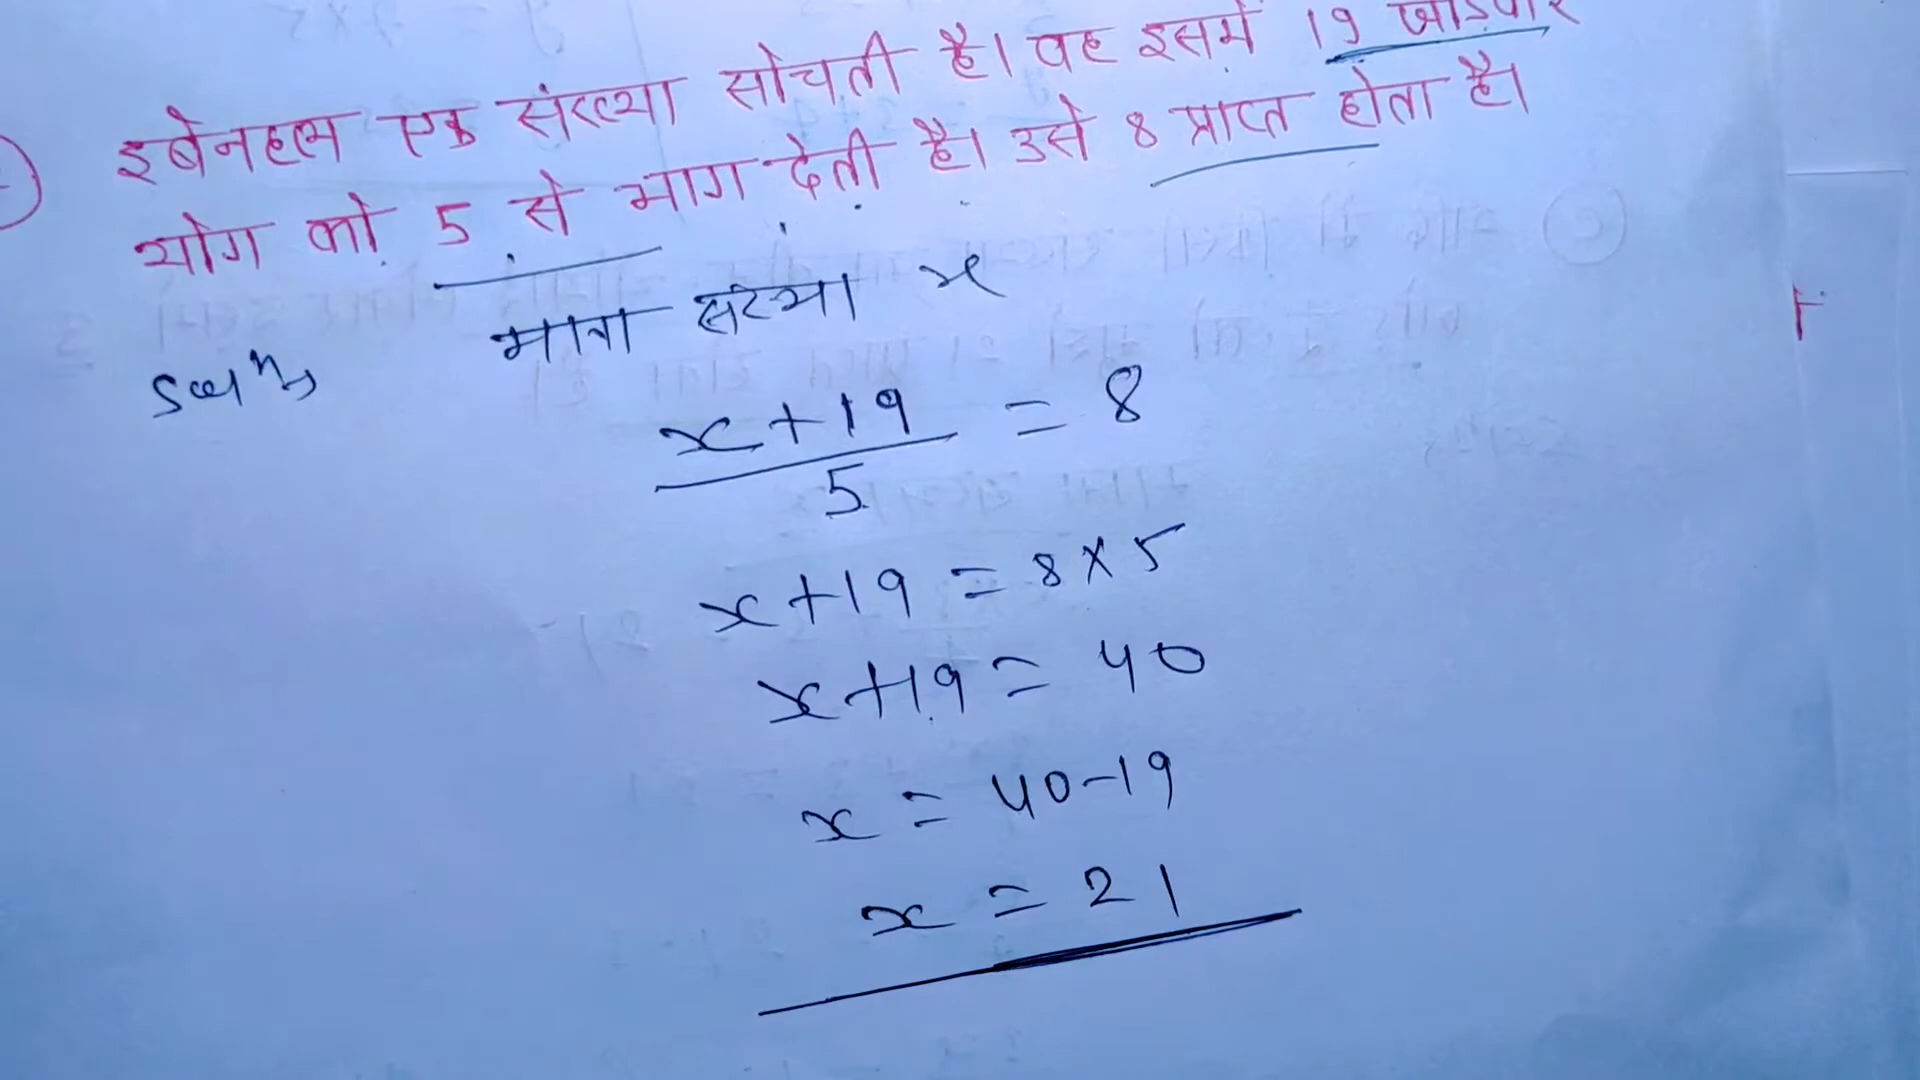 इबेनहल एक संख्या सोचती है। वह इसमें 19 जोड़कर
योग को 5 से भाग देती है। उसे 8 प्राप्त होता है।
Solⁿ माना संख्या x
x+19/5 = 8
x+19 = 8×5
x+19 = 40
x = 40-19
x = 21